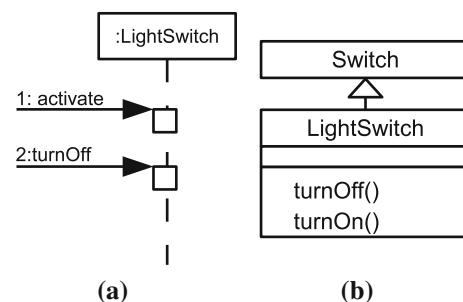 :LightSwitch
1: activate
2:turnOff
(a)
Switch
LightSwitch
turnOff()
turnOn()
(b)